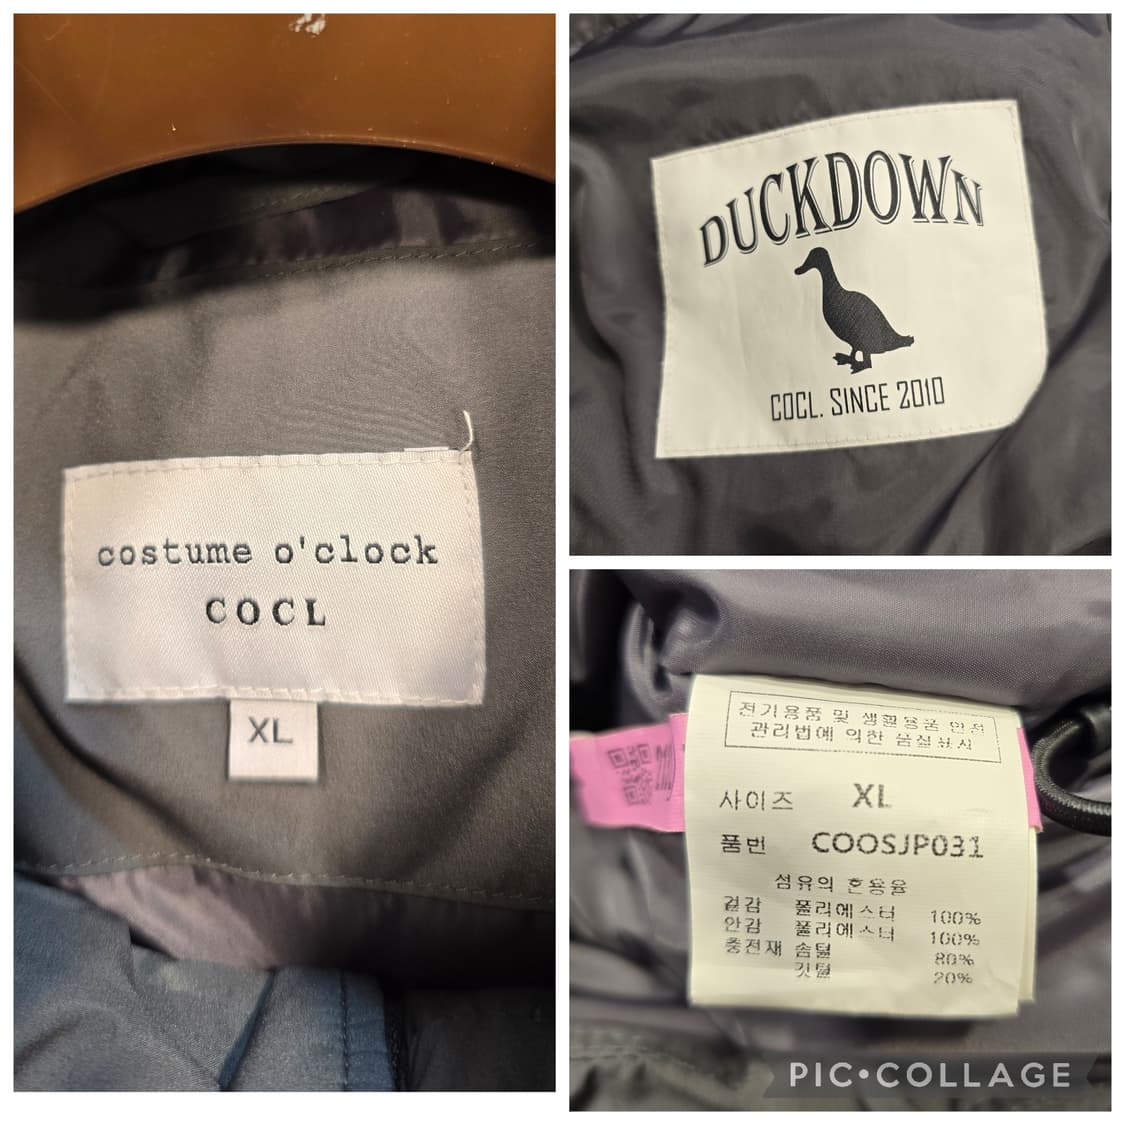 costume o'clock
COCL
XL
DUCKDOWN
COCL. SINCE 2010
전기용품 및 생활용품 안전
관리법에 의한 품질표시
사이즈 XL
품번 COOSJP031
섬유의 혼용율
겉감 폴리에스터 100%
안감 폴리에스터 100%
충전재 솜털 80%
깃털 20%
PIC•COLLAGE